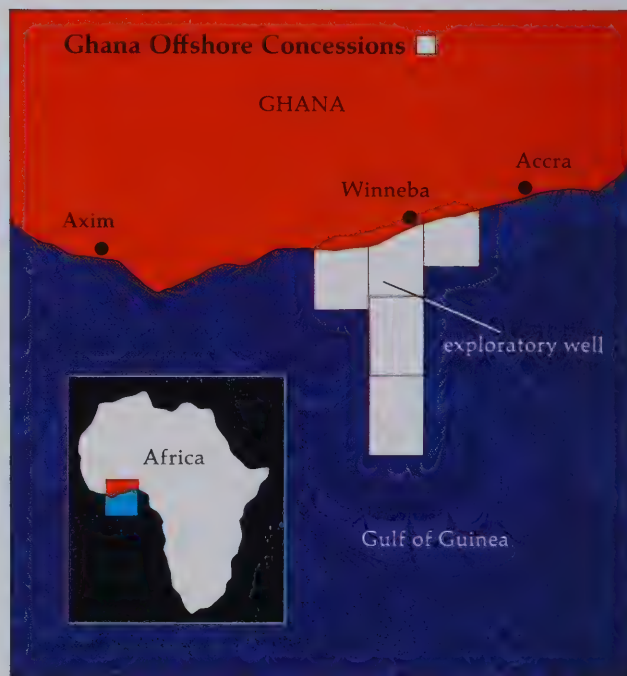 Ghana Offshore Concessions
GHANA
Accra
Winneba
Axim
exploratory well
Africa
Gulf of Guinea